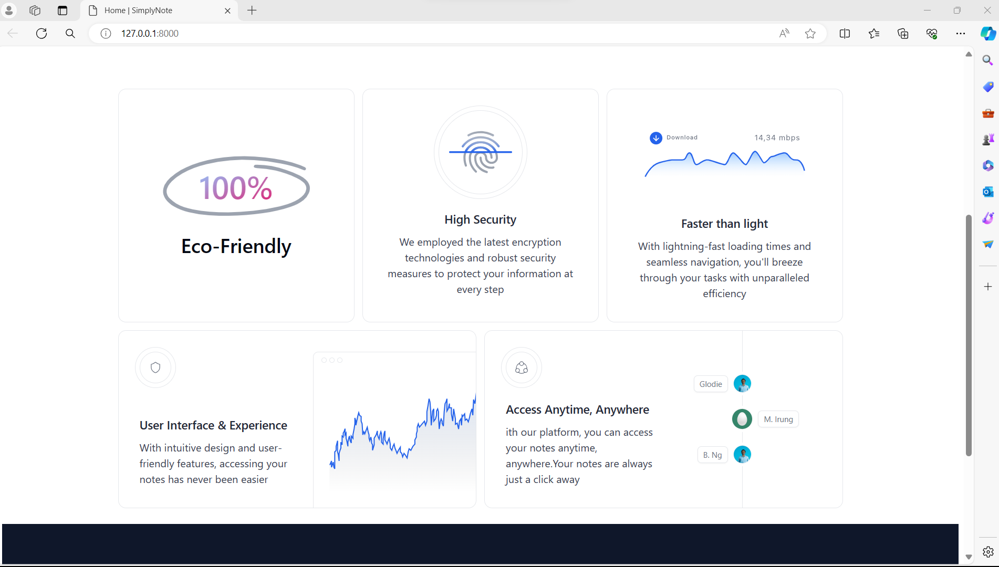 Home | SimplyNote
127.0.0.1:8000
100%
Eco-Friendly
High Security
We employed the latest encryption
technologies and robust security
measures to protect your information at
every step
Download
14,34 mbps
Faster than light
With lightning-fast loading times and
seamless navigation, you'll breeze
through your tasks with unparalleled
efficiency
User Interface & Experience
With intuitive design and user-
friendly features, accessing your
notes has never been easier
Access Anytime, Anywhere
ith our platform, you can access
your notes anytime,
anywhere.Your notes are always
just a click away
Glodie
M. Irung
B. Ng